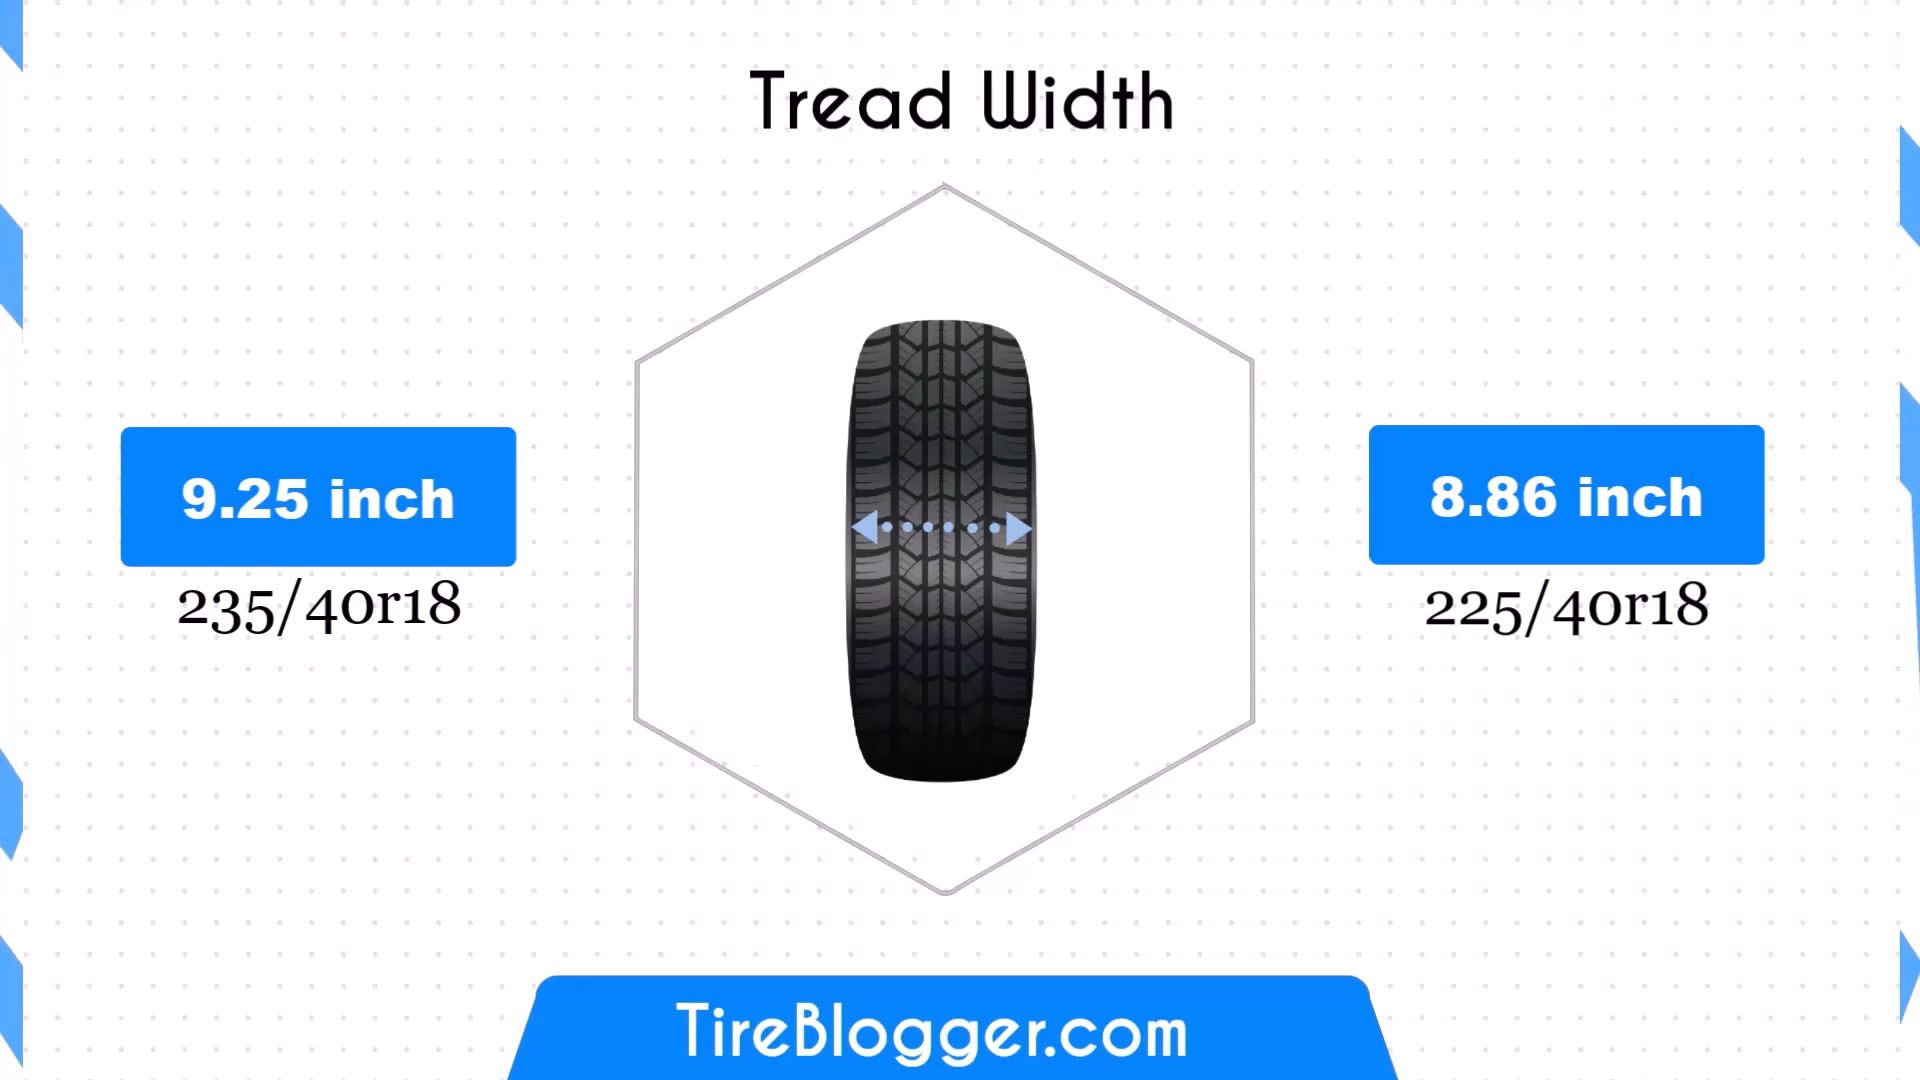 Tread Width
9.25 inch
235/40r18
8.86 inch
225/40r18
TireBlogger.com